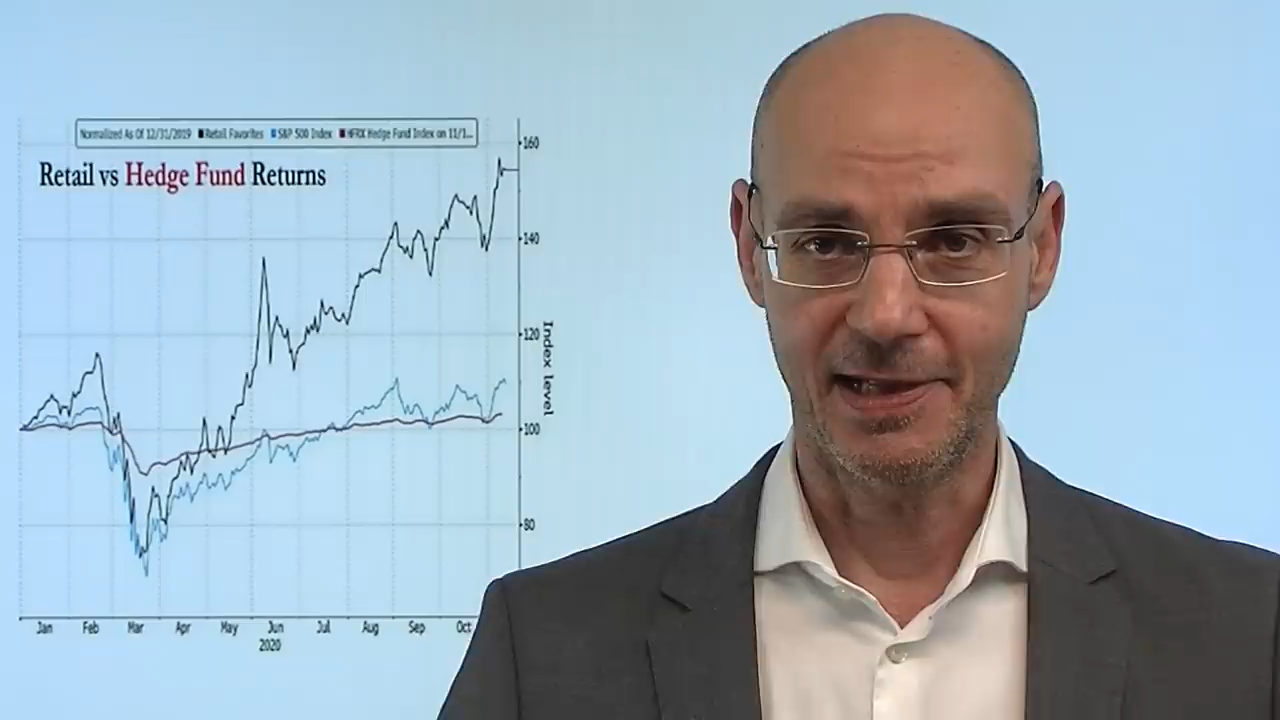 Normalized As Of 12/31/2019 Retail Favorites S&P 500 Index HFRX Hedge Fund Index on 11/1...
Retail vs Hedge Fund Returns
160
140
120
100
80
Index level
Jan Feb Mar Apr May Jun Jul Aug Sep Oct
2020